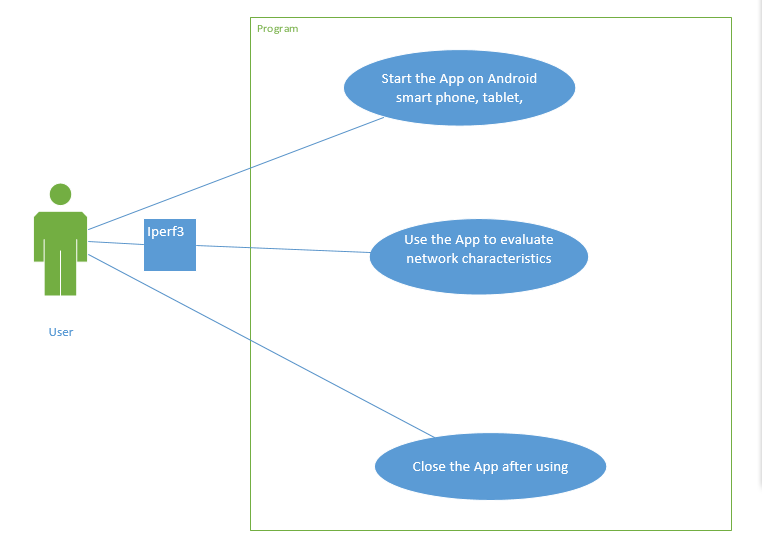 Program
Start the App on Android
smart phone, tablet,
Iperf3
Use the App to evaluate
network characteristics
User
Close the App after using